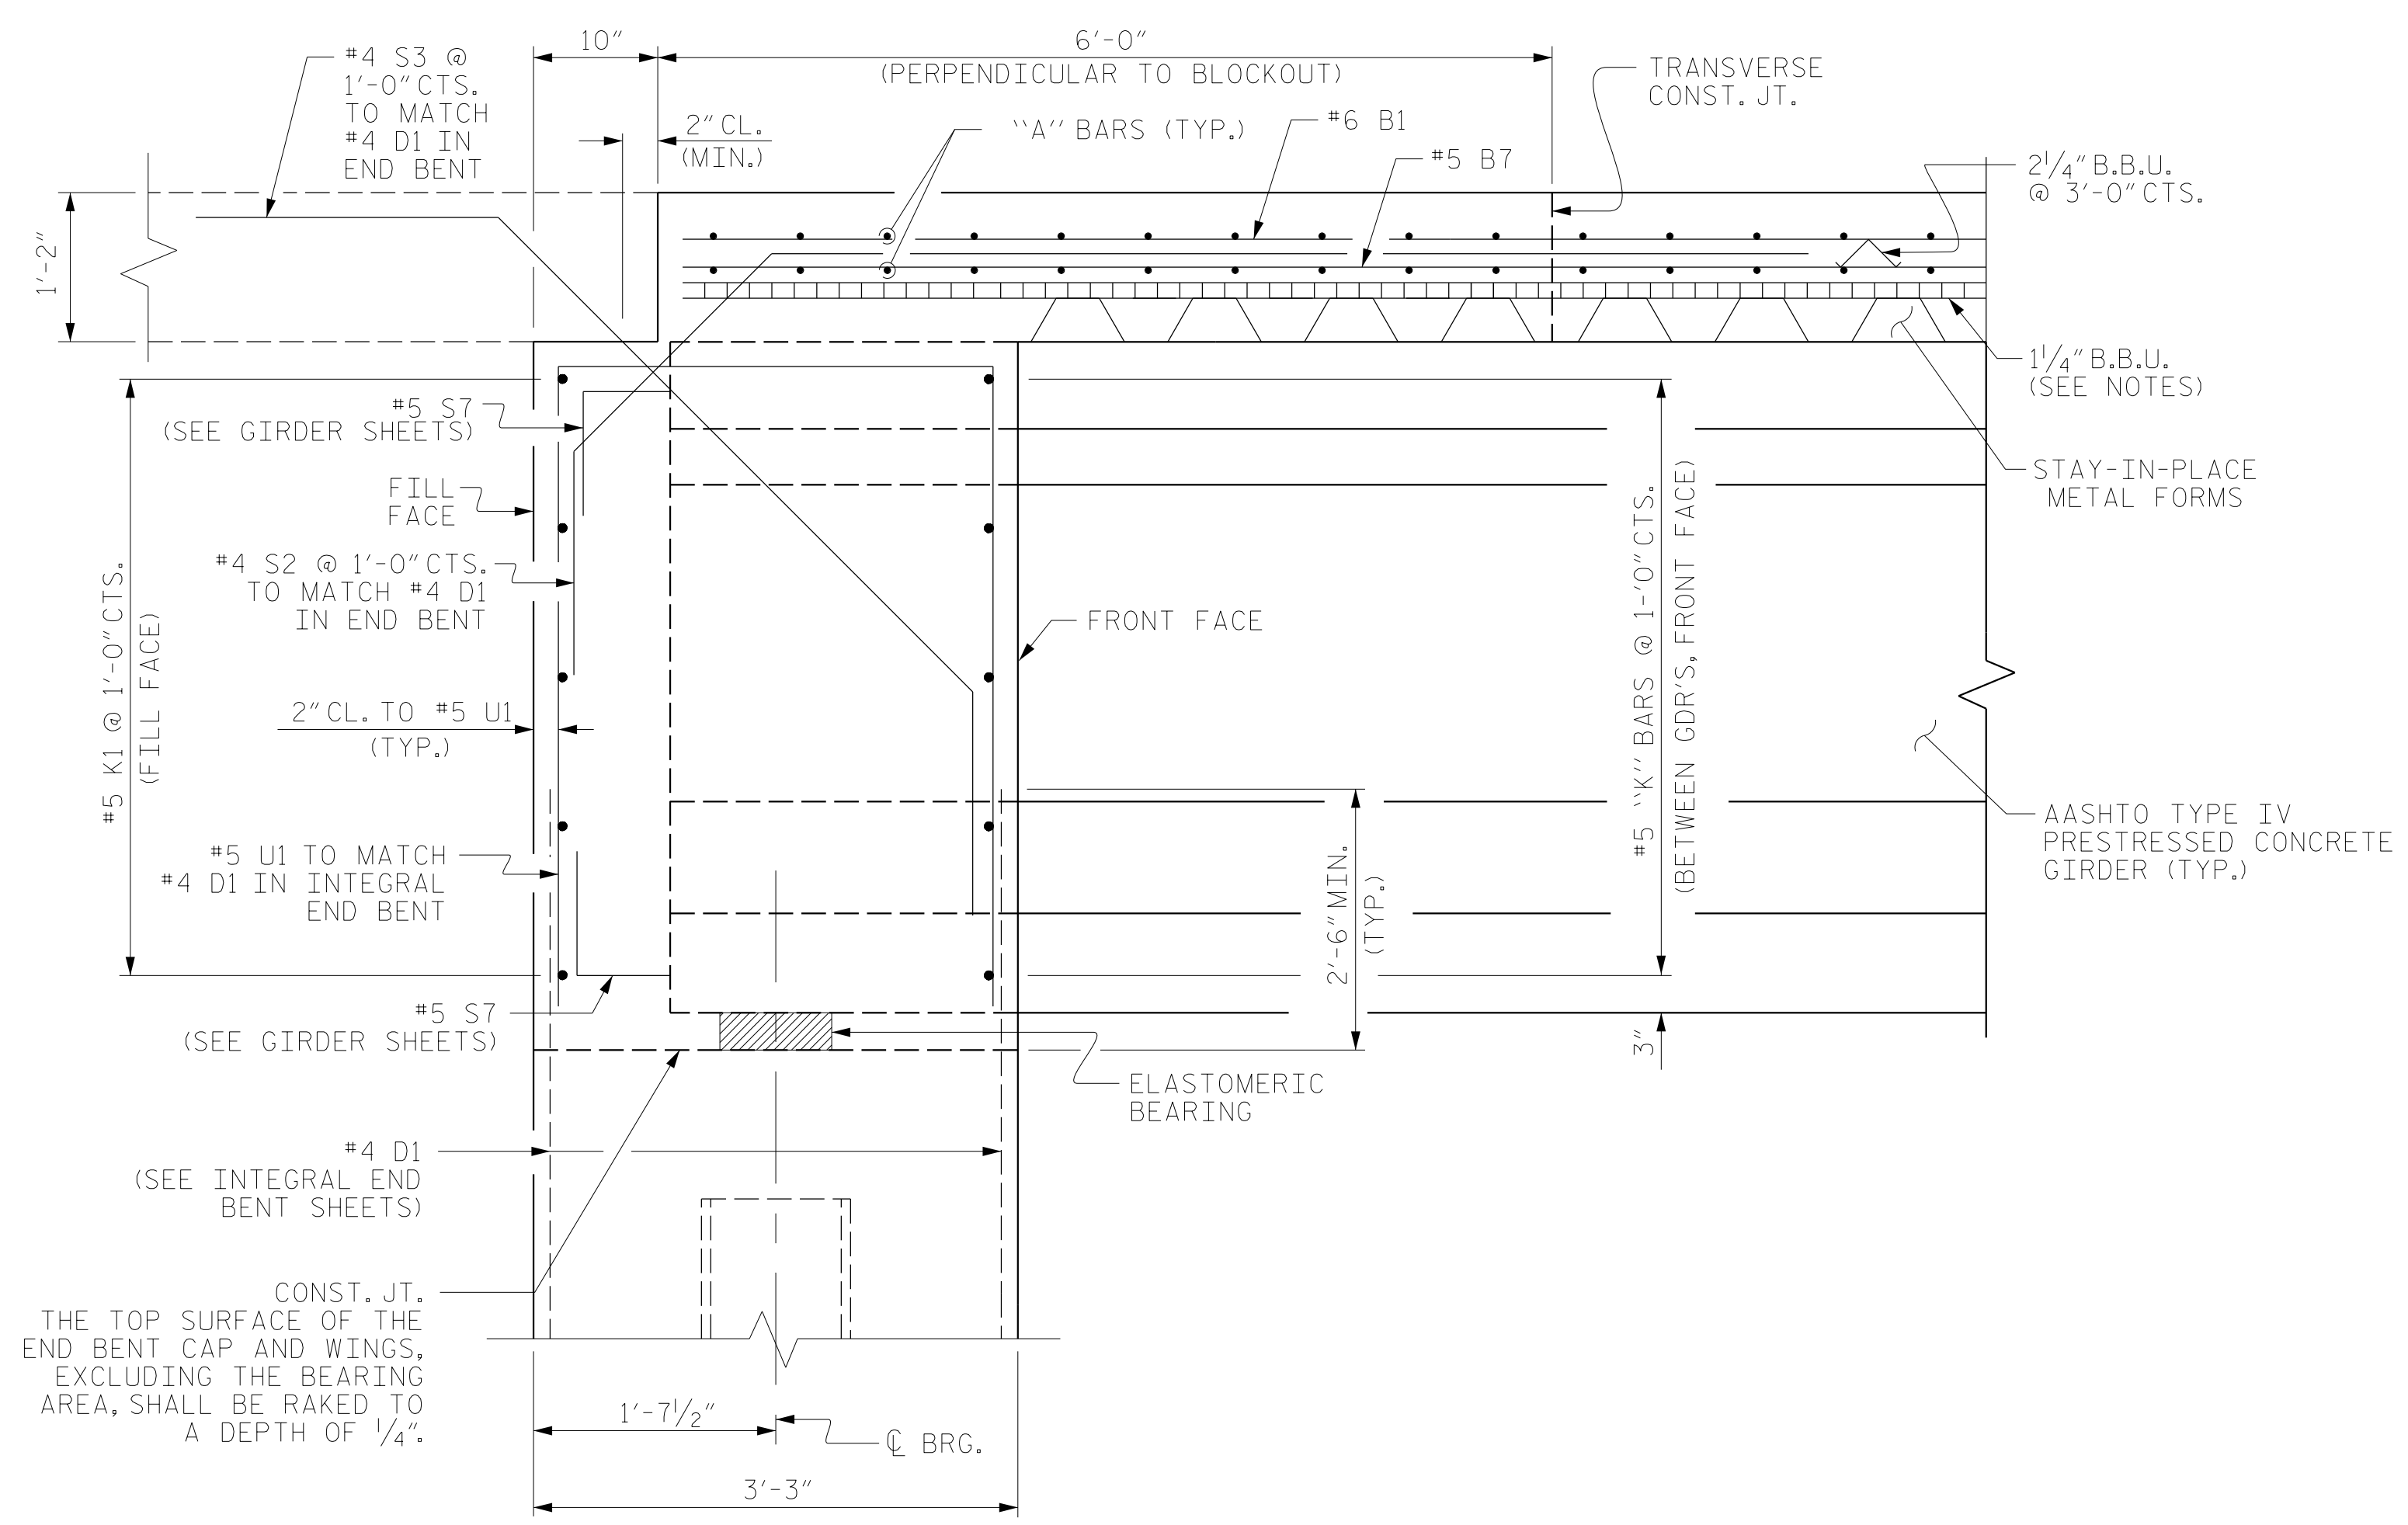 #4 S3 @
1'-0" CTS.
TO MATCH
#4 D1 IN
END BENT
10"
6'-0"
(PERPENDICULAR TO BLOCKOUT)
2" CL.
(MIN.)
``A'' BARS (TYP.)
#6 B1
#5 B7
TRANSVERSE
CONST. JT.
2 1/4" B.B.U.
@ 3'-0" CTS.
1'-2"
1 1/4" B.B.U.
(SEE NOTES)
STAY-IN-PLACE
METAL FORMS
#5 S7
(SEE GIRDER SHEETS)
FILL
FACE
#4 S2 @ 1'-0" CTS.
TO MATCH #4 D1
IN END BENT
#5 K1 @ 1'-0" CTS.
(FILL FACE)
2" CL. TO #5 U1
(TYP.)
FRONT FACE
#5 ``K'' BARS @ 1-'0" CTS.
(BETWEEN GDR'S, FRONT FACE)
AASHTO TYPE IV
PRESTRESSED CONCRETE
GIRDER (TYP.)
#5 U1 TO MATCH
#4 D1 IN INTEGRAL
END BENT
2'-6" MIN.
(TYP.)
#5 S7
(SEE GIRDER SHEETS)
3"
ELASTOMERIC
BEARING
#4 D1
(SEE INTEGRAL END
BENT SHEETS)
CONST. JT.
THE TOP SURFACE OF THE
END BENT CAP AND WINGS,
EXCLUDING THE BEARING
AREA, SHALL BE RAKED TO
A DEPTH OF 1/4".
1'-7 1/2"
℄ BRG.
3'-3"